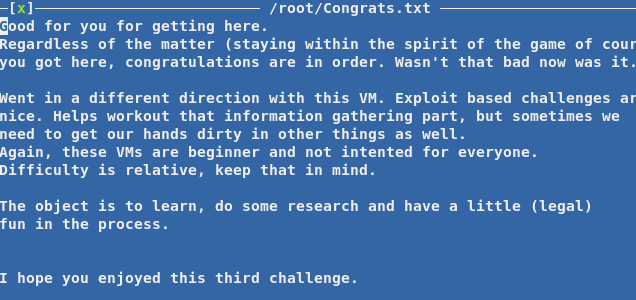 [x] /root/Congrats.txt
Good for you for getting here.
Regardless of the matter (staying within the spirit of the game of cour
you got here, congratulations are in order. Wasn't that bad now was it.
Went in a different direction with this VM. Exploit based challenges ar
nice. Helps workout that information gathering part, but sometimes we
need to get our hands dirty in other things as well.
Again, these VMs are beginner and not intented for everyone.
Difficulty is relative, keep that in mind.
The object is to learn, do some research and have a little (legal)
fun in the process.
I hope you enjoyed this third challenge.